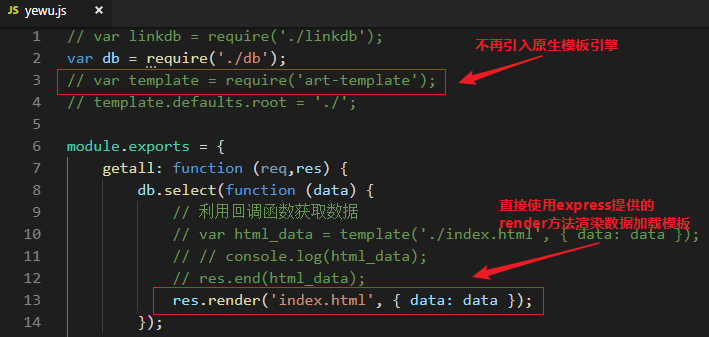 JS yewu.js ×
1 // var linkdb = require('./linkdb');
2 var db = require('./db');
不再引入原生模板引擎
3 // var template = require('art-template');
4 // template.defaults.root = './';
5
6 module.exports = {
7 getall: function (req,res) {
8 db.select(function (data) {
直接使用express提供的
9 // 利用回调函数获取数据
render方法渲染数据加载模板
10 // var html_data = template('./index.html', { data: data });
11 // // console.log(html_data);
12 // res.end(html_data);
13 res.render('index.html', { data: data });
14 });